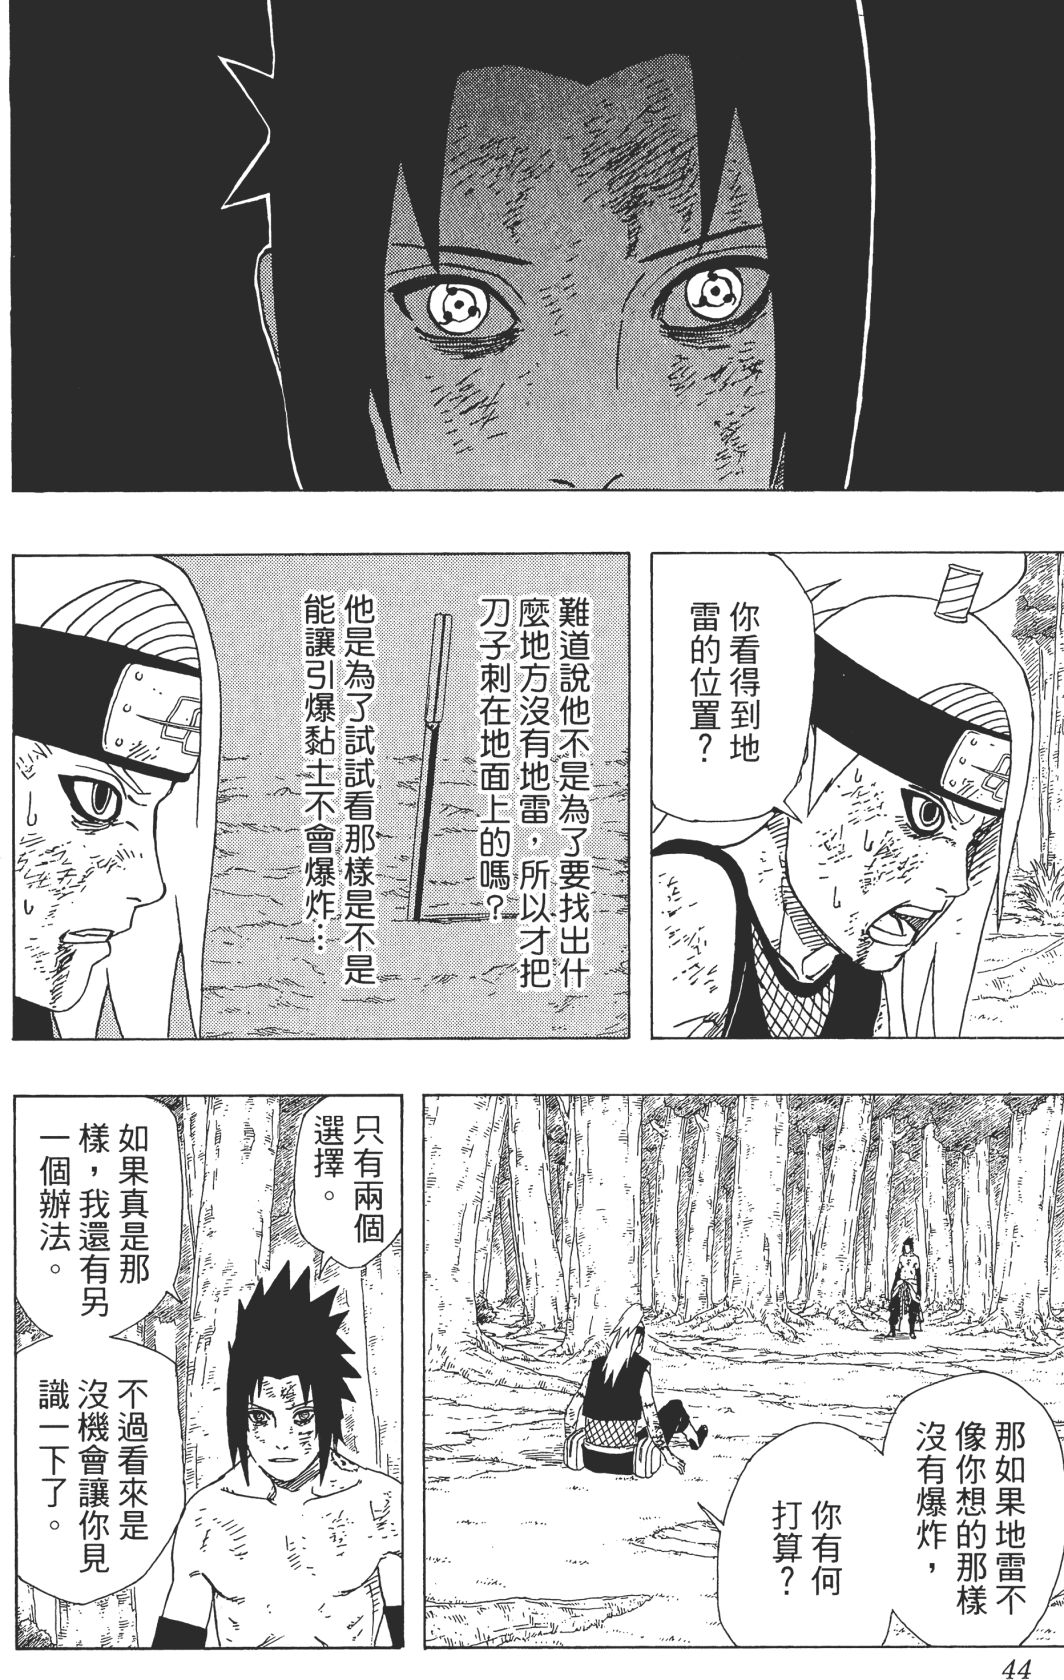 你看得到地
雷的位置？
難道說他不是為了要找出什
麼地方沒有地雷，所以才把
刀子刺在地面上的嗎？
他是為了試試看那樣是不是
能讓引爆黏土不會爆炸…
那如果地雷不
像你想的那樣
沒有爆炸，
你有何
打算？
只有兩個
選擇。
如果真是那
樣，我還有另
一個辦法。
不過看來是
沒機會讓你見
識一下了。
44